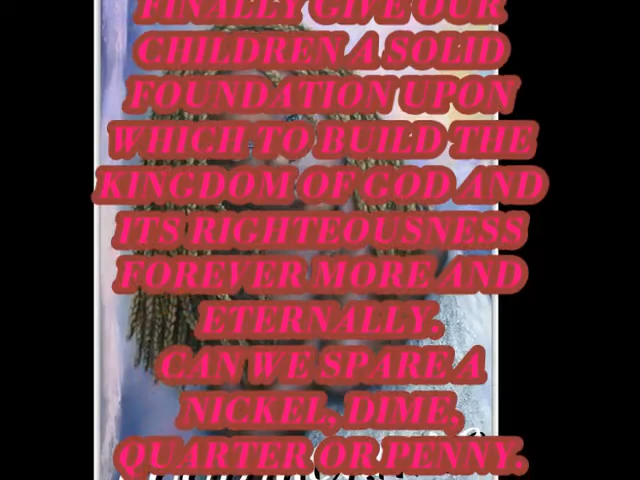 FINALLY GIVE OUR
CHILDREN A SOLID
FOUNDATION UPON
WHICH TO BUILD THE
KINGDOM OF GOD AND
ITS RIGHTEOUSNESS
FOREVER MORE AND
ETERNALLY.
CAN WE SPARE A
NICKEL, DIME,
QUARTER OR PENNY.